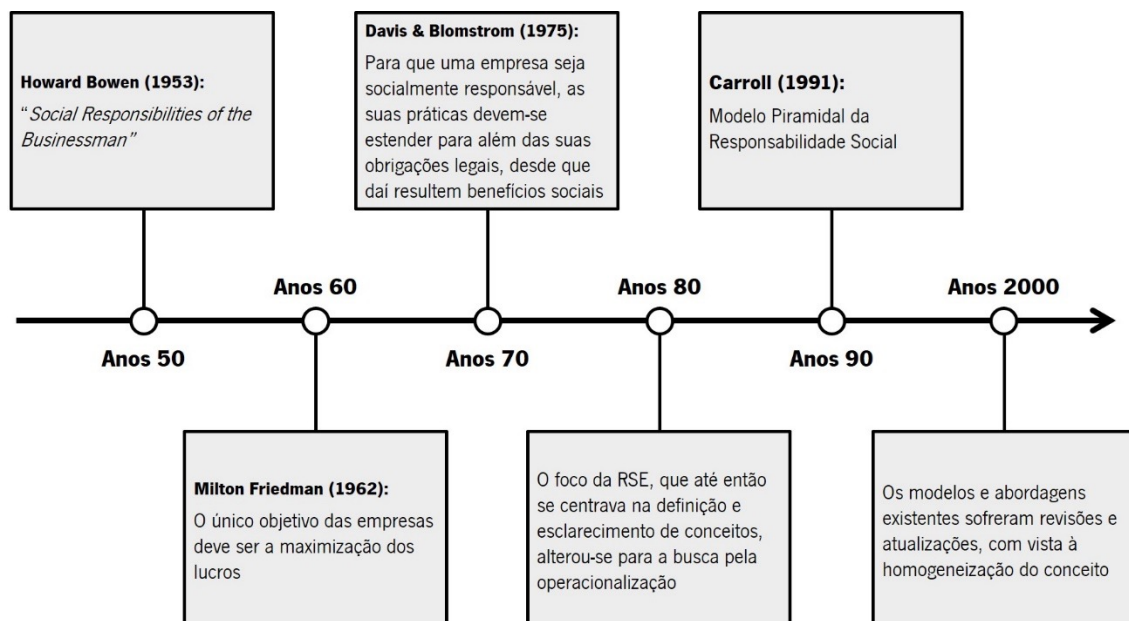 Howard Bowen (1953):
“Social Responsibilities of the
Businessman”
Davis & Blomstrom (1975):
Para que uma empresa seja
socialmente responsável, as
suas práticas devem-se
estender para além das suas
obrigações legais, desde que
daí resultem benefícios sociais
Carroll (1991):
Modelo Piramidal da
Responsabilidade Social
Anos 60
Anos 80
Anos 2000
Anos 50
Anos 70
Anos 90
Milton Friedman (1962):
O único objetivo das empresas
deve ser a maximização dos
lucros
O foco da RSE, que até então
se centrava na definição e
esclarecimento de conceitos,
alterou-se para a busca pela
operacionalização
Os modelos e abordagens
existentes sofreram revisões e
atualizações, com vista à
homogeneização do conceito